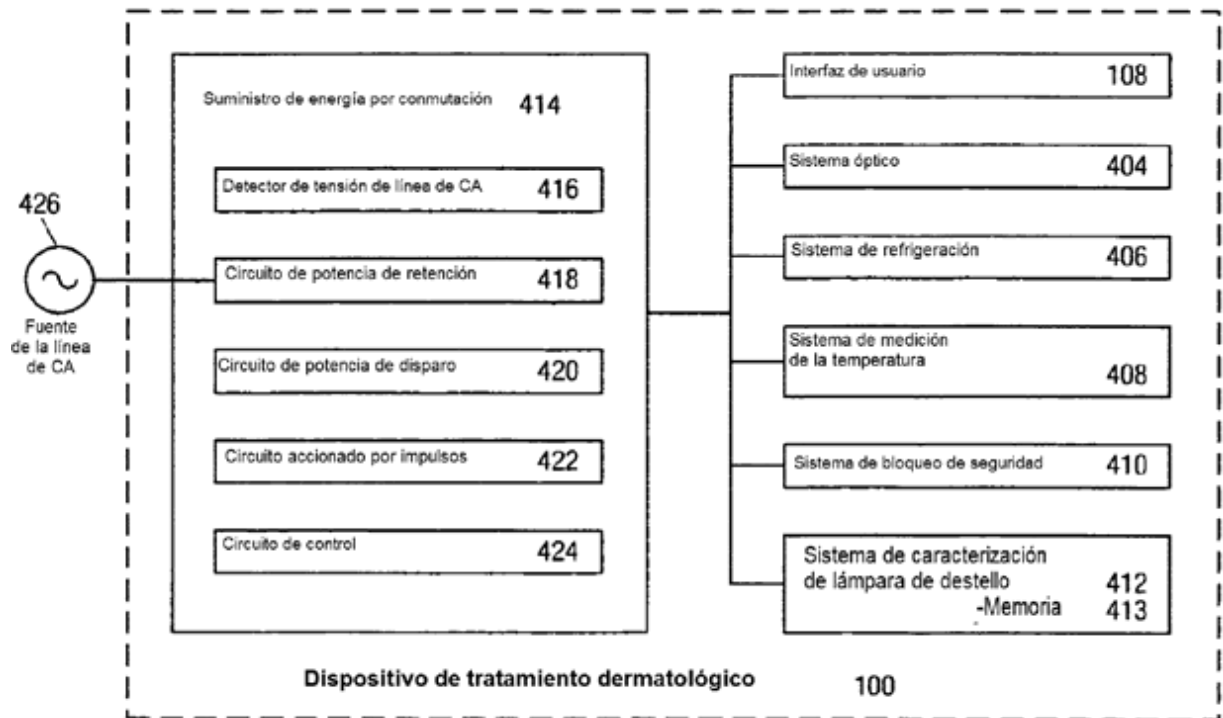 Suministro de energía por conmutación 414
Detector de tensión de línea de CA 416
Circuito de potencia de retención 418
Circuito de potencia de disparo 420
Circuito accionado por impulsos 422
Circuito de control 424
426
Fuente
de la línea
de CA
Interfaz de usuario 108
Sistema óptico 404
Sistema de refrigeración 406
Sistema de medición
de la temperatura 408
Sistema de bloqueo de seguridad 410
Sistema de caracterización
de lámpara de destello 412
-Memoria 413
Dispositivo de tratamiento dermatológico 100